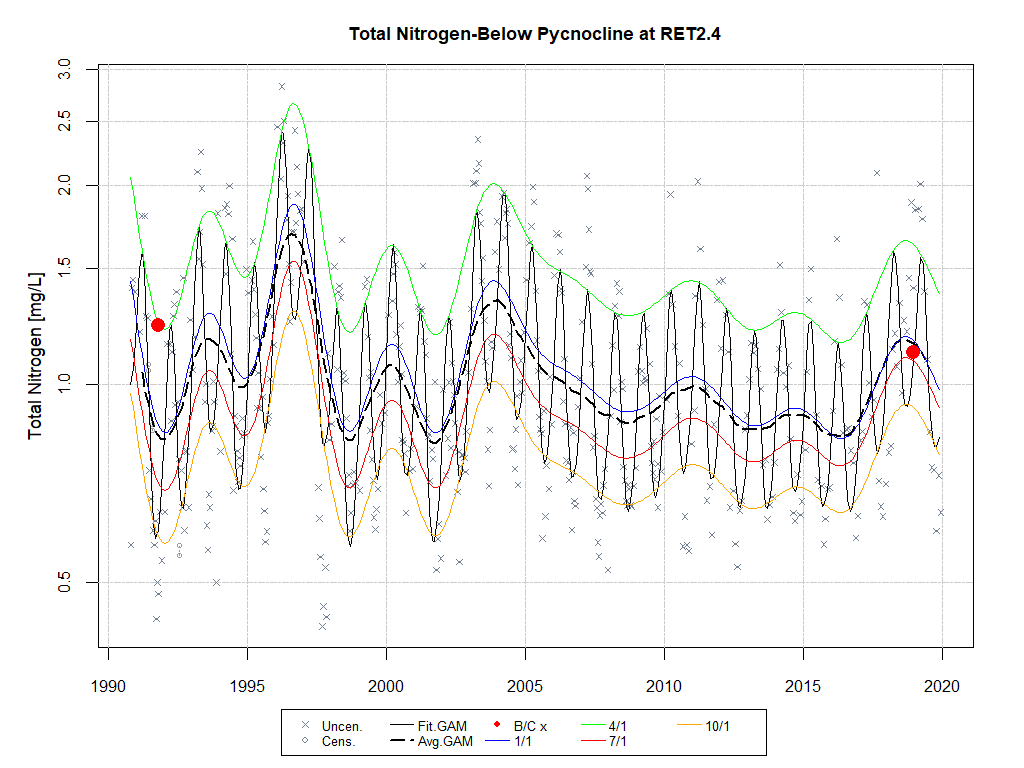 Total Nitrogen-Below Pycnocline at RET2.4
Total Nitrogen [mg/L]
3.0
2.5
2.0
1.5
1.0
0.5
1990 1995 2000 2005 2010 2015 2020
Uncen. Fit.GAM B/C x 4/1 10/1
Cens. Avg.GAM 1/1 7/1